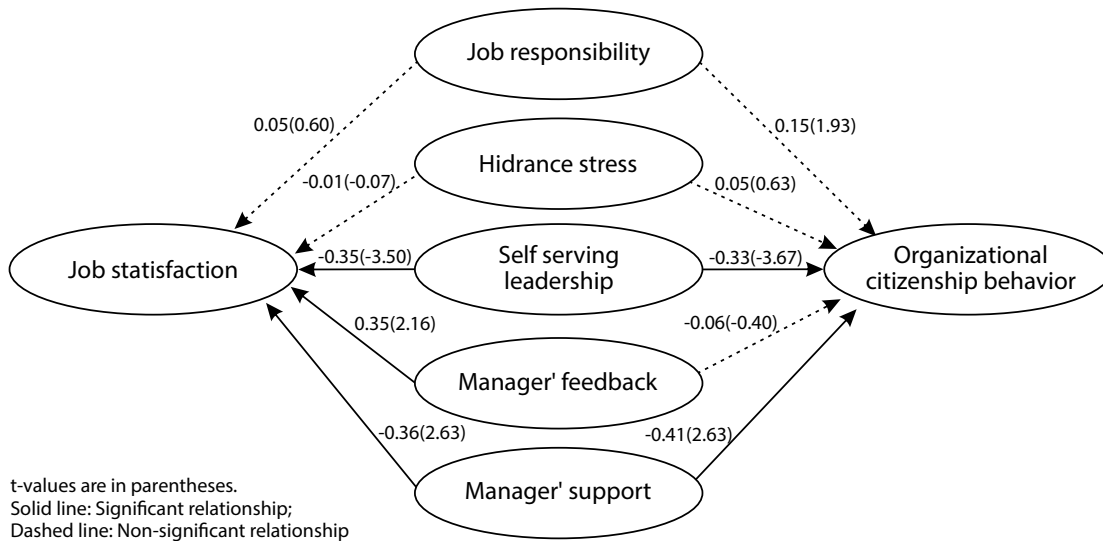 Job responsibility
0.05(0.60)
0.15(1.93)
Hidrance stress
-0.01(-0.07)
0.05(0.63)
Job statisfaction
-0.35(-3.50)
Self serving
leadership
-0.33(-3.67)
Organizational
citizenship behavior
0.35(2.16)
-0.06(-0.40)
Manager' feedback
-0.36(2.63)
-0.41(2.63)
Manager' support
t-values are in parentheses.
Solid line: Significant relationship;
Dashed line: Non-significant relationship